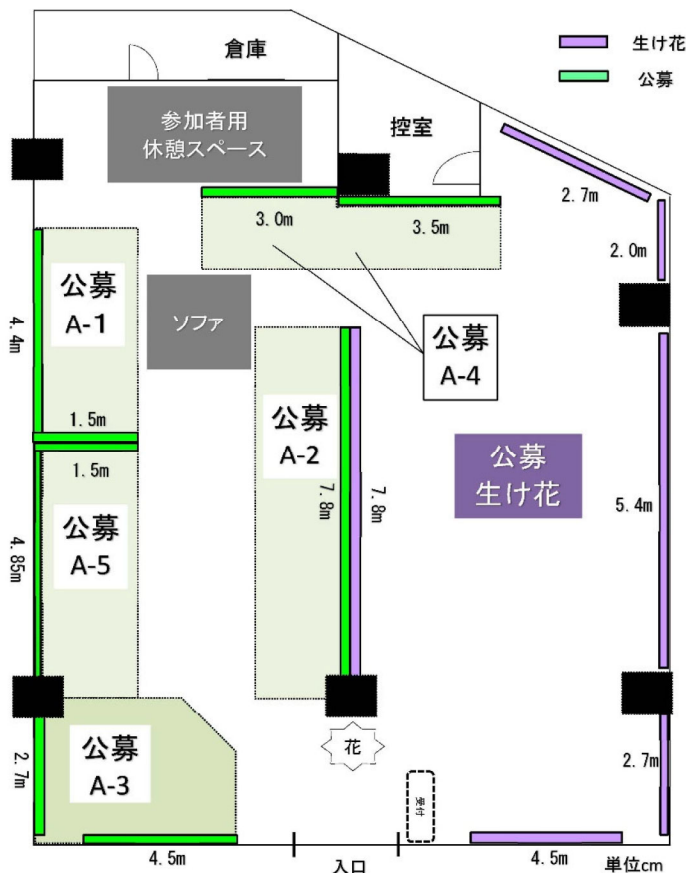 倉庫
生け花
公募
参加者用
休憩スペース
控室
2.7m
3.0m
3.5m
2.0m
公募
A-1
4.4m
ソファ
公募
A-4
1.5m
公募
A-2
7.8m
7.8m
公募
生け花
5.4m
1.5m
公募
A-5
4.85m
花
公募
A-3
2.7m
受付
2.7m
4.5m
入口
4.5m
単位cm